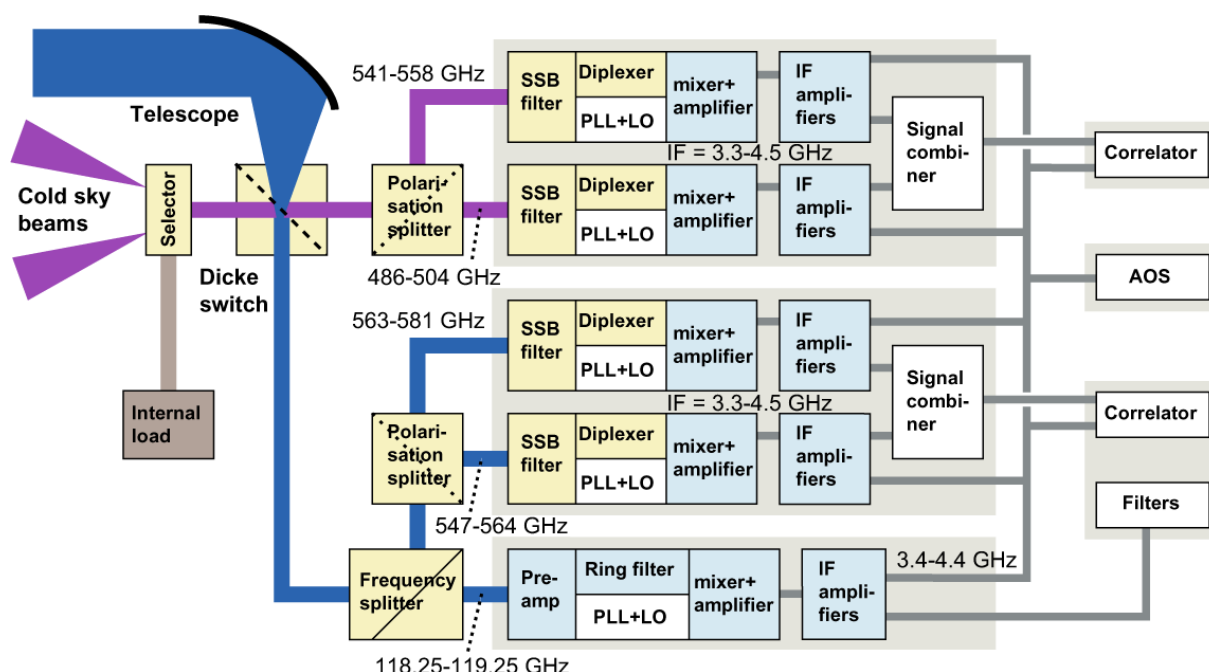 541-558 GHz
Telescope
Cold sky
beams
Selector
Dicke
switch
Internal
load
Polari-
sation
splitter
486-504 GHz
SSB
filter
Diplexer
PLL+LO
mixer+
amplifier
IF
ampli-
fiers
IF = 3.3-4.5 GHz
SSB
filter
Diplexer
PLL+LO
mixer+
amplifier
IF
ampli-
fiers
Signal
combi-
ner
Correlator
AOS
563-581 GHz
Polari-
sation
splitter
547-564 GHz
SSB
filter
Diplexer
PLL+LO
mixer+
amplifier
IF
ampli-
fiers
IF = 3.3-4.5 GHz
SSB
filter
Diplexer
PLL+LO
mixer+
amplifier
IF
ampli-
fiers
Signal
combi-
ner
Correlator
Filters
Frequency
splitter
118.25-119.25 GHz
Pre-
amp
Ring filter
PLL+LO
mixer+
amplifier
IF
ampli-
fiers
3.4-4.4 GHz